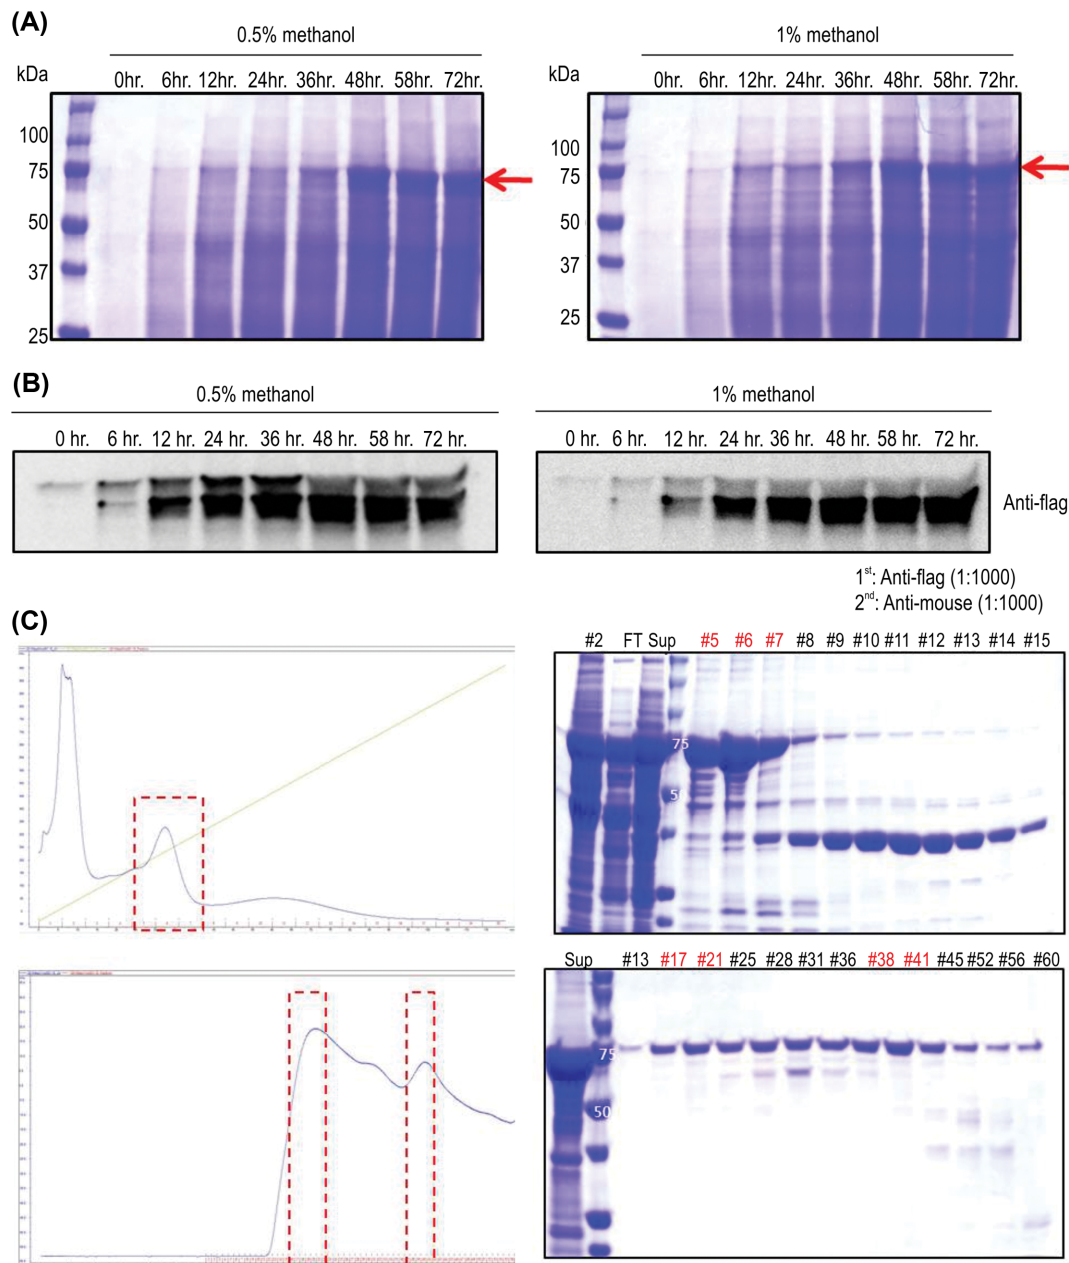 (A)
0.5% methanol
1% methanol
kDa
0hr. 6hr. 12hr. 24hr. 36hr. 48hr. 58hr. 72hr.
kDa
0hr. 6hr. 12hr. 24hr. 36hr. 48hr. 58hr. 72hr.
100
75
50
37
25
100
75
50
37
25
(B)
0.5% methanol
1% methanol
0 hr. 6 hr. 12 hr. 24 hr. 36 hr. 48 hr. 58 hr. 72 hr.
0 hr. 6 hr. 12 hr. 24 hr. 36 hr. 48 hr. 58 hr. 72 hr.
Anti-flag
1st: Anti-flag (1:1000)
2nd: Anti-mouse (1:1000)
(C)
#2 FT Sup #5 #6 #7 #8 #9 #10 #11 #12 #13 #14 #15
75
Sup #13 #17 #21 #25 #28 #31 #36 #38 #41 #45 #52 #56 #60
75
50